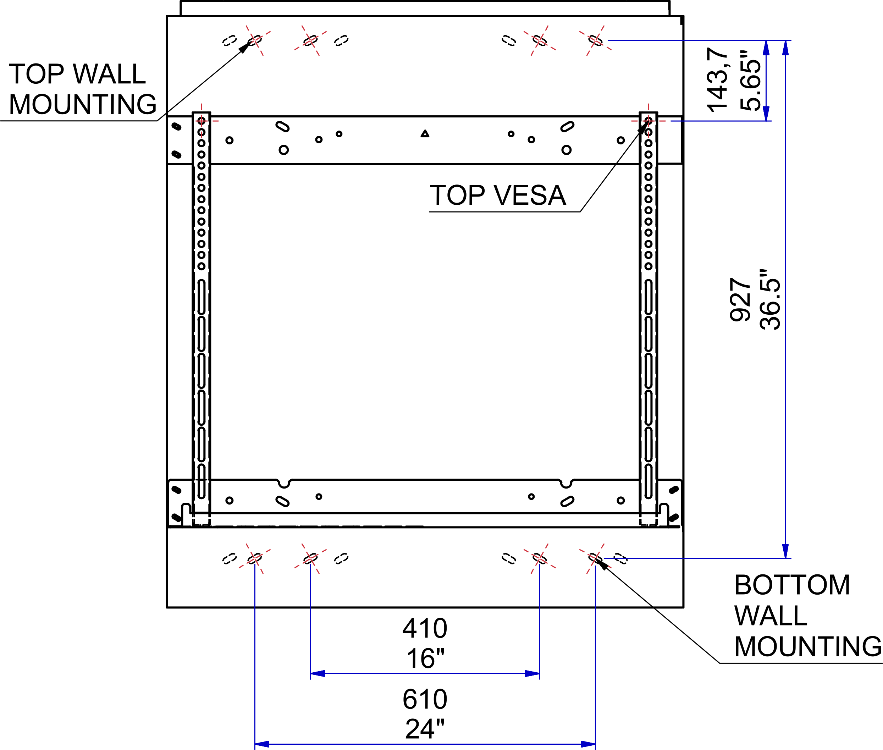 TOP WALL
MOUNTING
143,7
5.65"
TOP VESA
927
36.5"
BOTTOM
WALL
MOUNTING
410
16"
610
24"